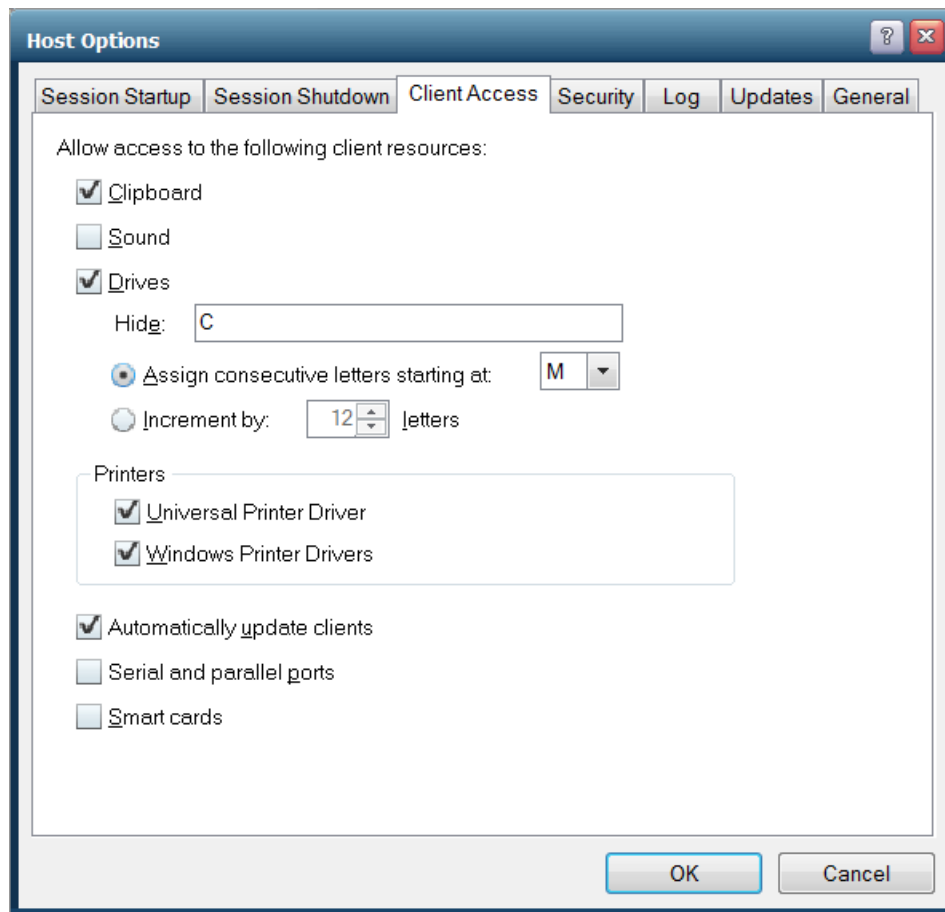 Host Options
Session Startup Session Shutdown Client Access Security Log Updates General
Allow access to the following client resources:
Clipboard
Sound
Drives
Hide: C
Assign consecutive letters starting at: M
Increment by: 12 letters
Printers
Universal Printer Driver
Windows Printer Drivers
Automatically update clients
Serial and parallel ports
Smart cards
OK Cancel